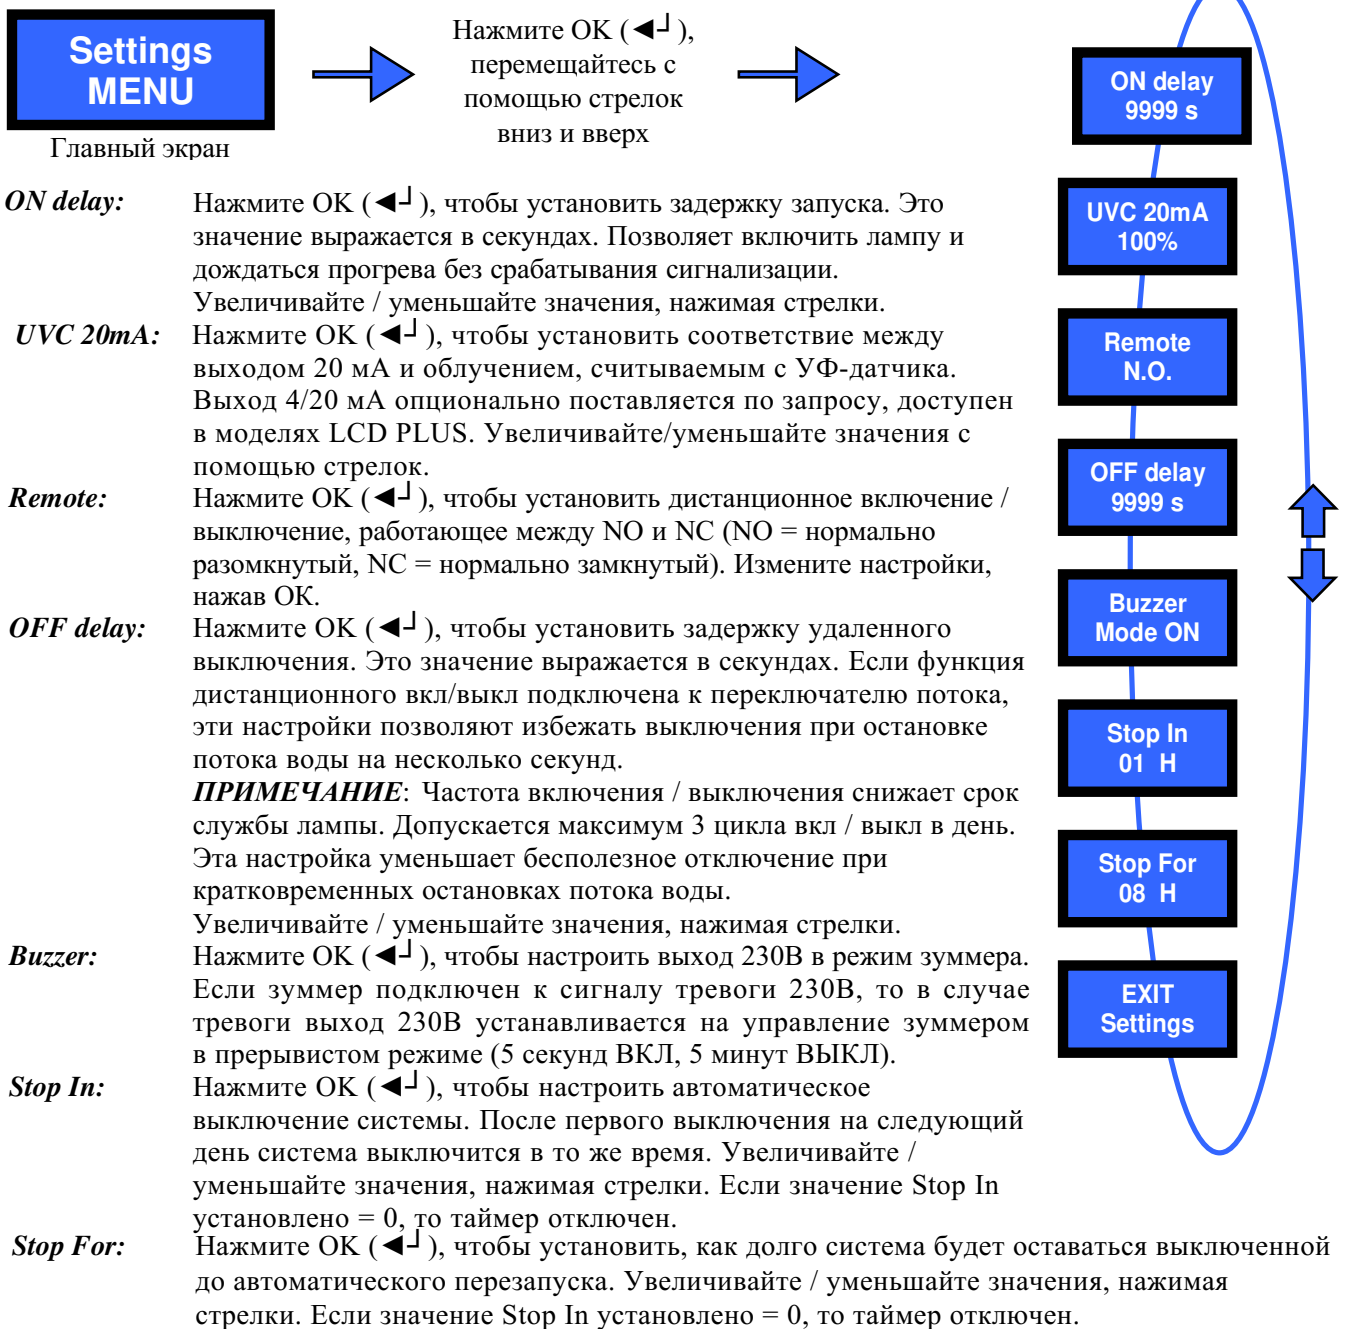 Settings
MENU
Главный экран
Нажмите OK (◄┘),
перемещайтесь с
помощью стрелок
вниз и вверх
ON delay
9999 s
UVC 20mA
100%
Remote
N.O.
OFF delay
9999 s
Buzzer
Mode ON
Stop In
01 H
Stop For
08 H
EXIT
Settings
ON delay: Нажмите OK (◄┘), чтобы установить задержку запуска. Это
значение выражается в секундах. Позволяет включить лампу и
дождаться прогрева без срабатывания сигнализации.
Увеличивайте / уменьшайте значения, нажимая стрелки.
UVC 20mA: Нажмите OK (◄┘), чтобы установить соответствие между
выходом 20 мА и облучением, считываемым с УФ-датчика.
Выход 4/20 мА опционально поставляется по запросу, доступен
в моделях LCD PLUS. Увеличивайте/уменьшайте значения с
помощью стрелок.
Remote: Нажмите OK (◄┘), чтобы установить дистанционное включение /
выключение, работающее между NO и NC (NO = нормально
разомкнутый, NC = нормально замкнутый). Измените настройки,
нажав ОК.
OFF delay: Нажмите OK (◄┘), чтобы установить задержку удаленного
выключения. Это значение выражается в секундах. Если функция
дистанционного вкл/выкл подключена к переключателю потока,
эти настройки позволяют избежать выключения при остановке
потока воды на несколько секунд.
ПРИМЕЧАНИЕ: Частота включения / выключения снижает срок
службы лампы. Допускается максимум 3 цикла вкл / выкл в день.
Эта настройка уменьшает бесполезное отключение при
кратковременных остановках потока воды.
Увеличивайте / уменьшайте значения, нажимая стрелки.
Buzzer: Нажмите OK (◄┘), чтобы настроить выход 230В в режим зуммера.
Если зуммер подключен к сигналу тревоги 230В, то в случае
тревоги выход 230В устанавливается на управление зуммером
в прерывистом режиме (5 секунд ВКЛ, 5 минут ВЫКЛ).
Stop In: Нажмите OK (◄┘), чтобы настроить автоматическое
выключение системы. После первого выключения на следующий
день система выключится в то же время. Увеличивайте /
уменьшайте значения, нажимая стрелки. Если значение Stop In
установлено = 0, то таймер отключен.
Stop For: Нажмите OK (◄┘), чтобы установить, как долго система будет оставаться выключенной
до автоматического перезапуска. Увеличивайте / уменьшайте значения, нажимая
стрелки. Если значение Stop In установлено = 0, то таймер отключен.